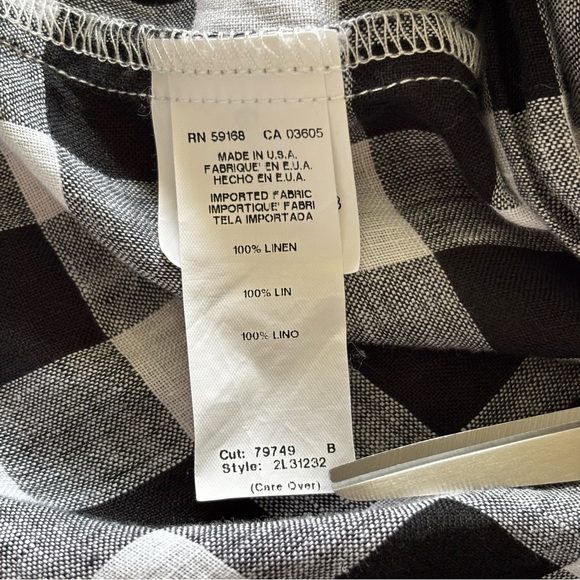 RN 59168 CA 03605
MADE IN U.S.A.
FABRIQUE' EN E.U.A.
HECHO EN E.U.A.
IMPORTED FABRIC
IMPORTIQUE' FABRI
TELA IMPORTADA
100% LINEN
100% LIN
100% LINO
Cut: 79749 B
Style: 2L31232
(Care Over)